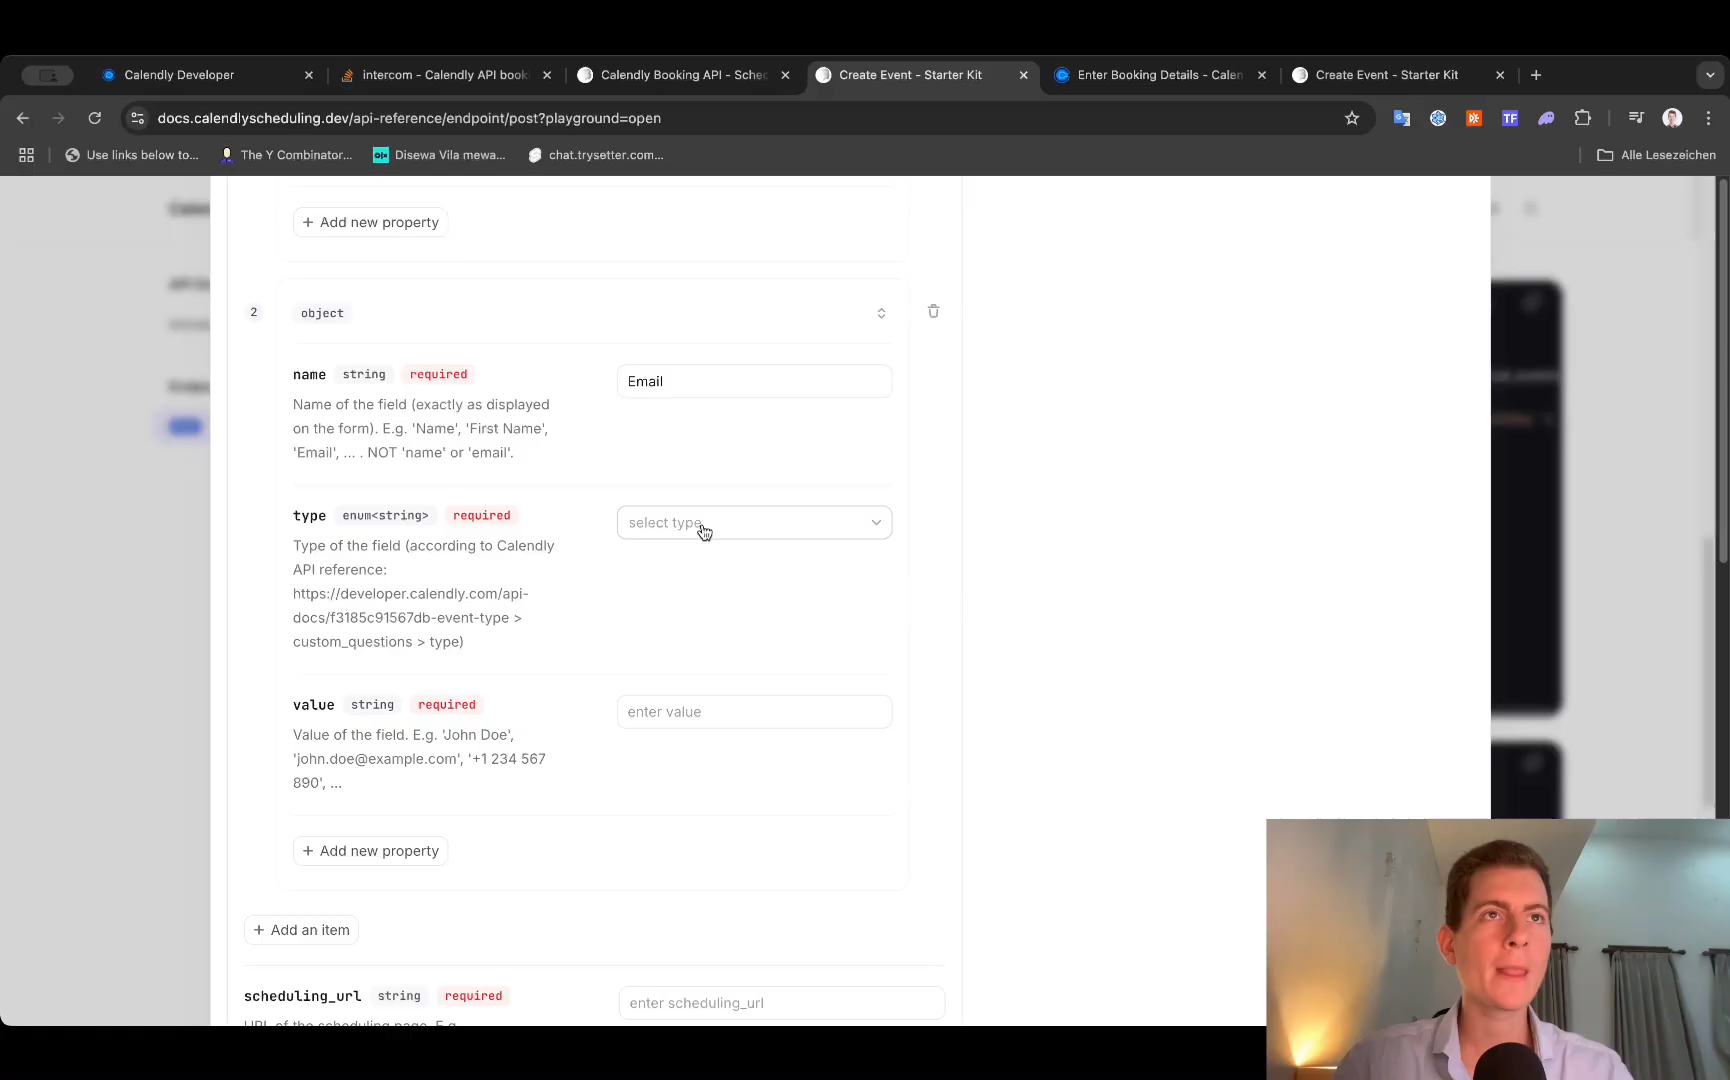 Calendly Developer
intercom - Calendly API book
Calendly Booking API - Sched
Create Event - Starter Kit
Enter Booking Details - Calen
Create Event - Starter Kit
docs.calendlyscheduling.dev/api-reference/endpoint/post?playground=open
Use links below to...
The Y Combinator...
Disewa Vila mewa...
chat.trysetter.com...
Alle Lesezeichen
+ Add new property
2
object
name string required
Email
Name of the field (exactly as displayed
on the form). E.g. 'Name', 'First Name',
'Email', ... . NOT 'name' or 'email'.
type enum<string> required
select type
Type of the field (according to Calendly
API reference:
https://developer.calendly.com/api-
docs/f3185c91567db-event-type >
custom_questions > type)
value string required
enter value
Value of the field. E.g. 'John Doe',
'john.doe@example.com', '+1 234 567
890', ...
+ Add new property
+ Add an item
scheduling_url string required
enter scheduling_url
URL of the scheduling page. E.g.